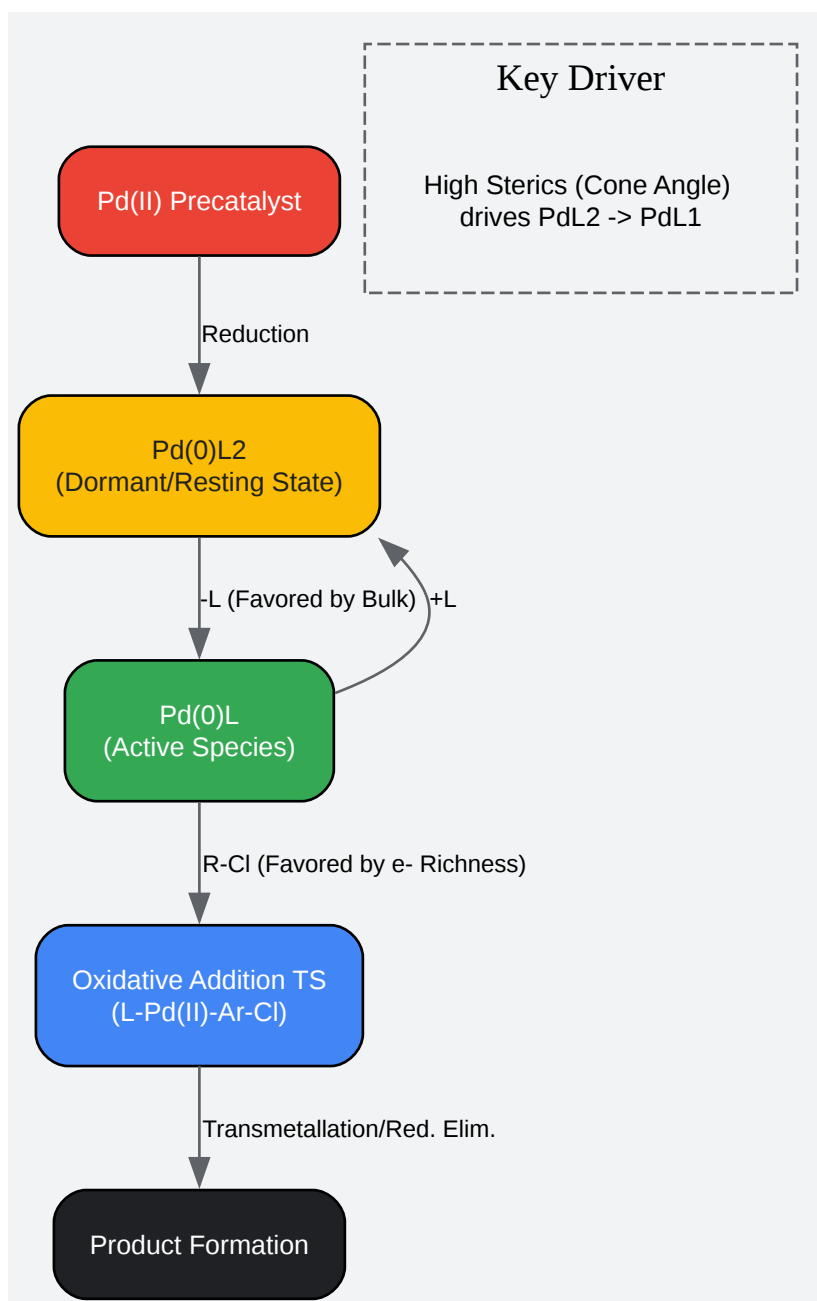 Key Driver
High Sterics (Cone Angle)
drives PdL2 -> PdL1
Pd(II) Precatalyst
Reduction
Pd(0)L2
(Dormant/Resting State)
-L (Favored by Bulk)
+L
Pd(0)L
(Active Species)
R-Cl (Favored by e- Richness)
Oxidative Addition TS
(L-Pd(II)-Ar-Cl)
Transmetallation/Red. Elim.
Product Formation